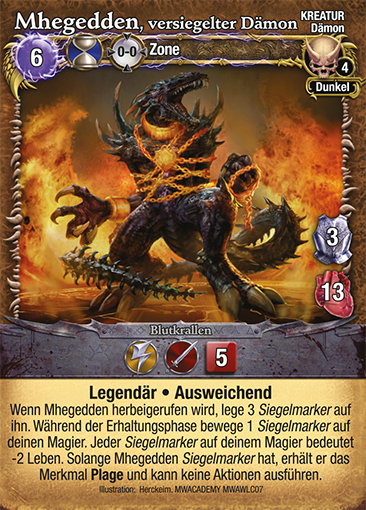 Mhegedden, versiegelter Dämon
KREATUR
Dämon
6
0-0 Zone
4
Dunkel
3
13
Blutkrallen
5
Legendär • Ausweichend
Wenn Mhegedden herbeigerufen wird, lege 3 Siegelmarker auf
ihn. Während der Erhaltungsphase bewege 1 Siegelmarker auf
deinen Magier. Jeder Siegelmarker auf deinem Magier bedeutet
-2 Leben. Solange Mhegedden Siegelmarker hat, erhält er das
Merkmal Plage und kann keine Aktionen ausführen.
Illustration: Herckeim. MWACADEMY MWAWLC07